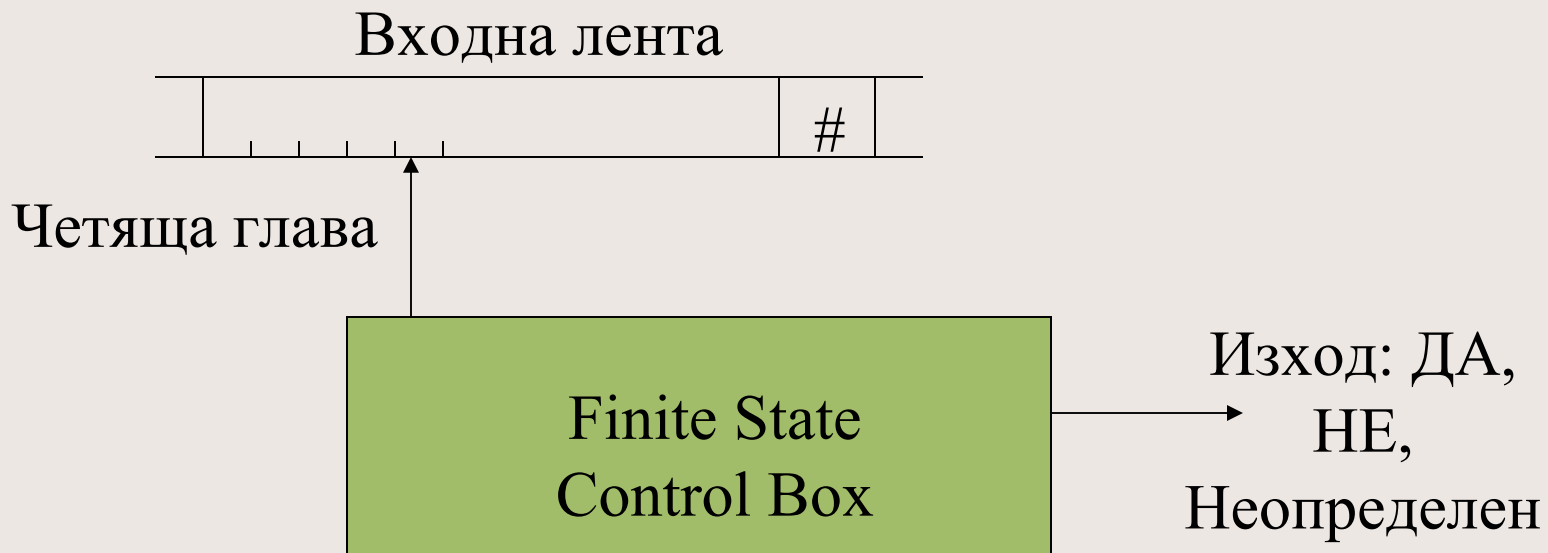 Входна лента
#
Четяща глава
Finite State
Control Box
Изход: ДА,
НЕ,
Неопределен